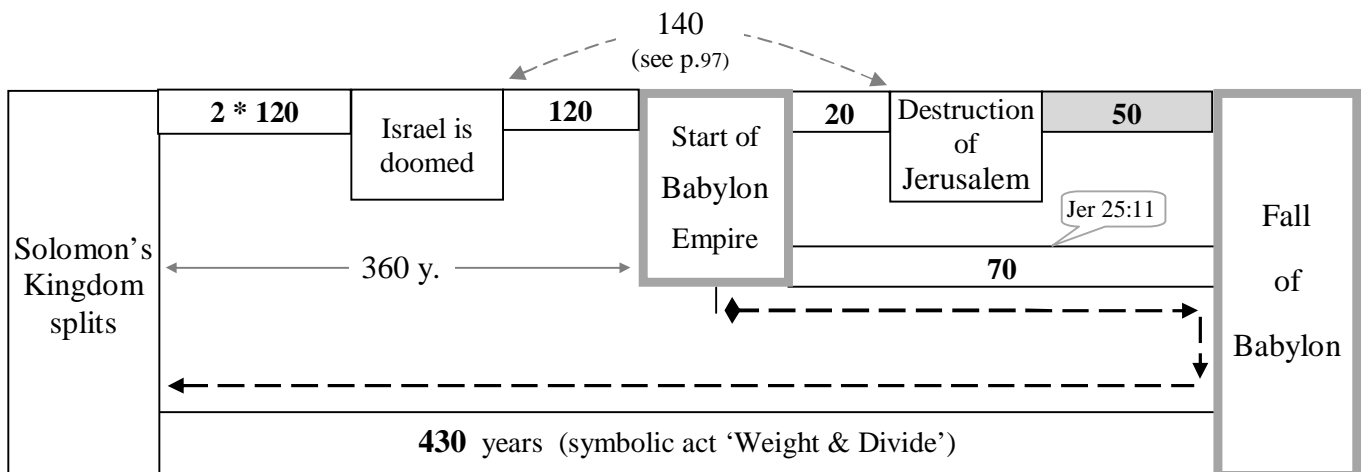 140
(see p.97)
2 * 120
Israel is
doomed
120
Start of
Babylon
Empire
20
Destruction
of
Jerusalem
50
Jer 25:11
Solomon’s
Kingdom
splits
360 y.
70
Fall
of
Babylon
430 years (symbolic act ‘Weight & Divide’)